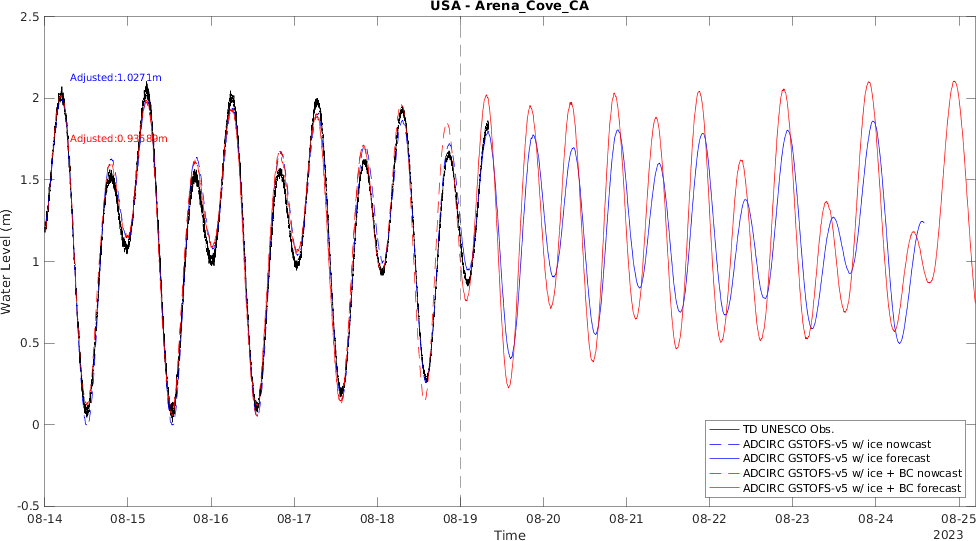 USA - Arena_Cove_CA
2.5
2
1.5
1
0.5
0
-0.5
Water Level (m)
Adjusted:1.0271m
Adjusted:0.93589m
TD UNESCO Obs.
ADCIRC GSTOFS-v5 w/ ice nowcast
ADCIRC GSTOFS-v5 w/ ice forecast
ADCIRC GSTOFS-v5 w/ ice + BC nowcast
ADCIRC GSTOFS-v5 w/ ice + BC forecast
08-14 08-15 08-16 08-17 08-18 08-19 08-20 08-21 08-22 08-23 08-24 08-25
Time
2023